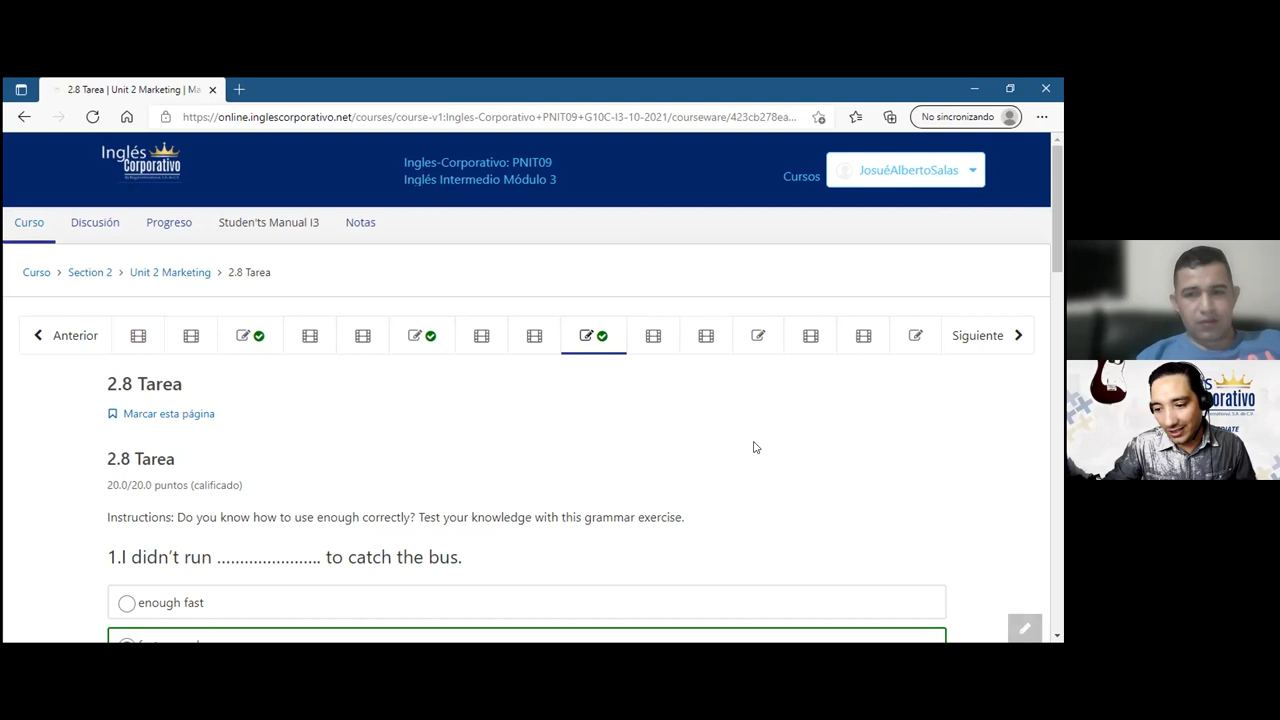 2.8 Tarea | Unit 2 Marketing | Ma
https://online.inglescorporativo.net/courses/course-v1:Ingles-Corporativo+PNIT09+G10C-I3-10-2021/courseware/423cb278ea...
No sincronizando
Inglés
Corporativo
Ingles-Corporativo: PNIT09
Inglés Intermedio Módulo 3
Cursos
JosuéAlbertoSalas
Curso
Discusión
Progreso
Studen'ts Manual I3
Notas
Curso > Section 2 > Unit 2 Marketing > 2.8 Tarea
Anterior
Siguiente
2.8 Tarea
Marcar esta página
2.8 Tarea
20.0/20.0 puntos (calificado)
Instructions: Do you know how to use enough correctly? Test your knowledge with this grammar exercise.
1.I didn't run ....................... to catch the bus.
enough fast